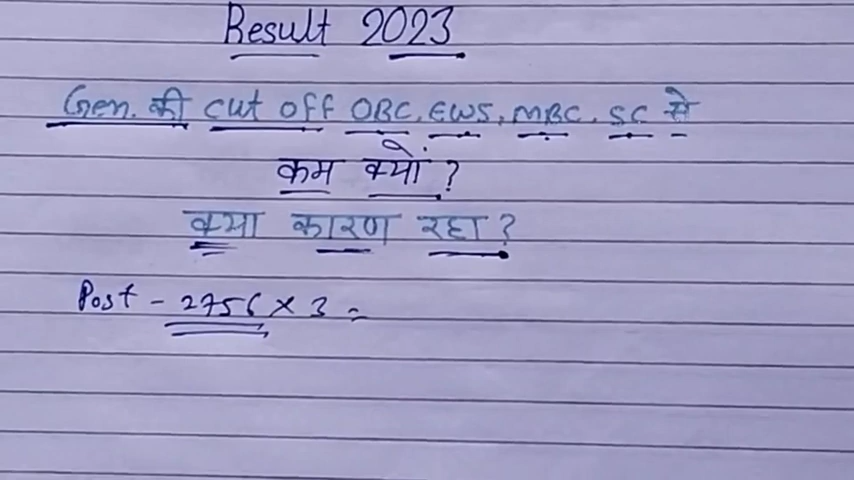 Result 2023
Gen. की cut off OBC, EWS, MBC, SC से
कम क्यों ?
क्या कारण रहा ?
Post - 2756 × 3 =